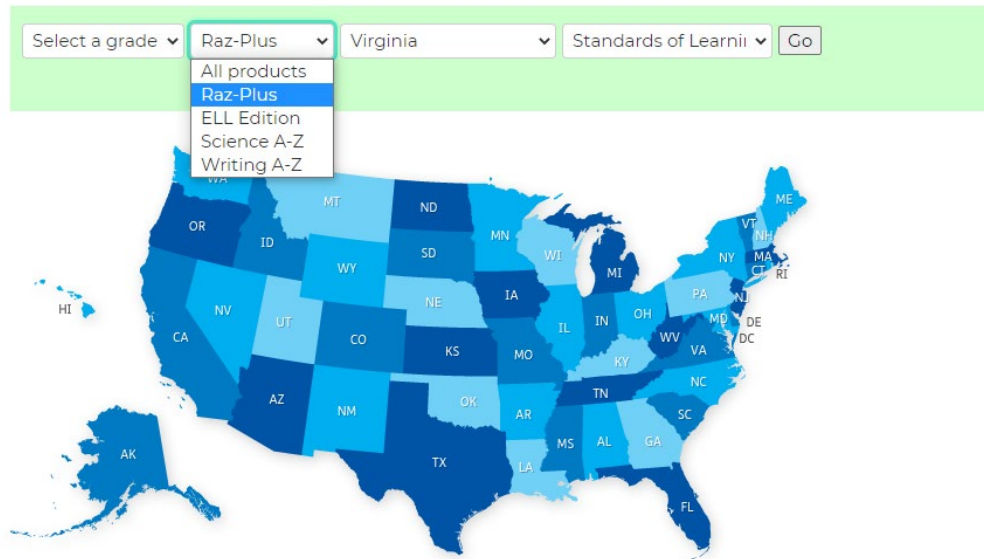 Select a grade Raz-Plus Virginia Standards of Learnin Go
All products
Raz-Plus
ELL Edition
Science A-Z
Writing A-Z
WA
MT
ND
MN
ME
VT
NH
OR
ID
SD
WI
NY
MA
CT
RI
WY
MI
HI
NV
NE
IA
PA
NJ
UT
IL
IN
OH
MD
DE
CA
CO
KS
MO
WV
VA
DC
KY
AZ
NM
OK
AR
TN
NC
SC
MS
AL
GA
AK
TX
LA
FL